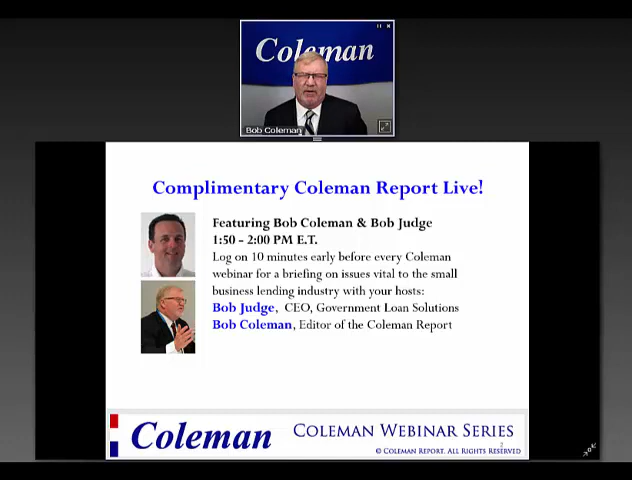 Coleman
Bob Coleman
Complimentary Coleman Report Live!
Featuring Bob Coleman & Bob Judge
1:50 - 2:00 PM E.T.
Log on 10 minutes early before every Coleman
webinar for a briefing on issues vital to the small
business lending industry with your hosts:
Bob Judge, CEO, Government Loan Solutions
Bob Coleman, Editor of the Coleman Report
Coleman
COLEMAN WEBINAR SERIES
2
© COLEMAN REPORT. ALL RIGHTS RESERVED